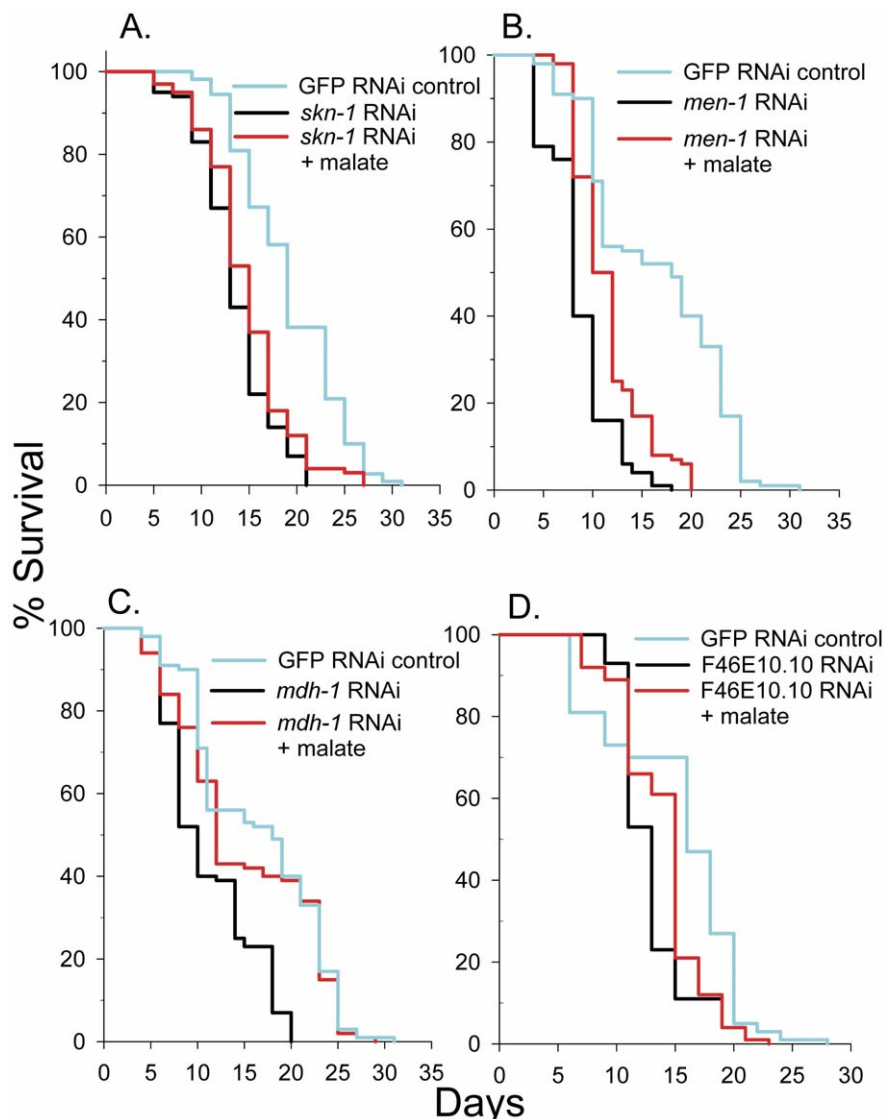 A.
GFP RNAi control
skn-1 RNAi
skn-1 RNAi
+ malate
100
80
60
40
20
0
0 5 10 15 20 25 30 35
B.
GFP RNAi control
men-1 RNAi
men-1 RNAi
+ malate
100
80
60
40
20
0
0 5 10 15 20 25 30 35
% Survival
C.
GFP RNAi control
mdh-1 RNAi
mdh-1 RNAi
+ malate
100
80
60
40
20
0
0 5 10 15 20 25 30 35
D.
GFP RNAi control
F46E10.10 RNAi
F46E10.10 RNAi
+ malate
100
80
60
40
20
0
0 5 10 15 20 25 30
Days